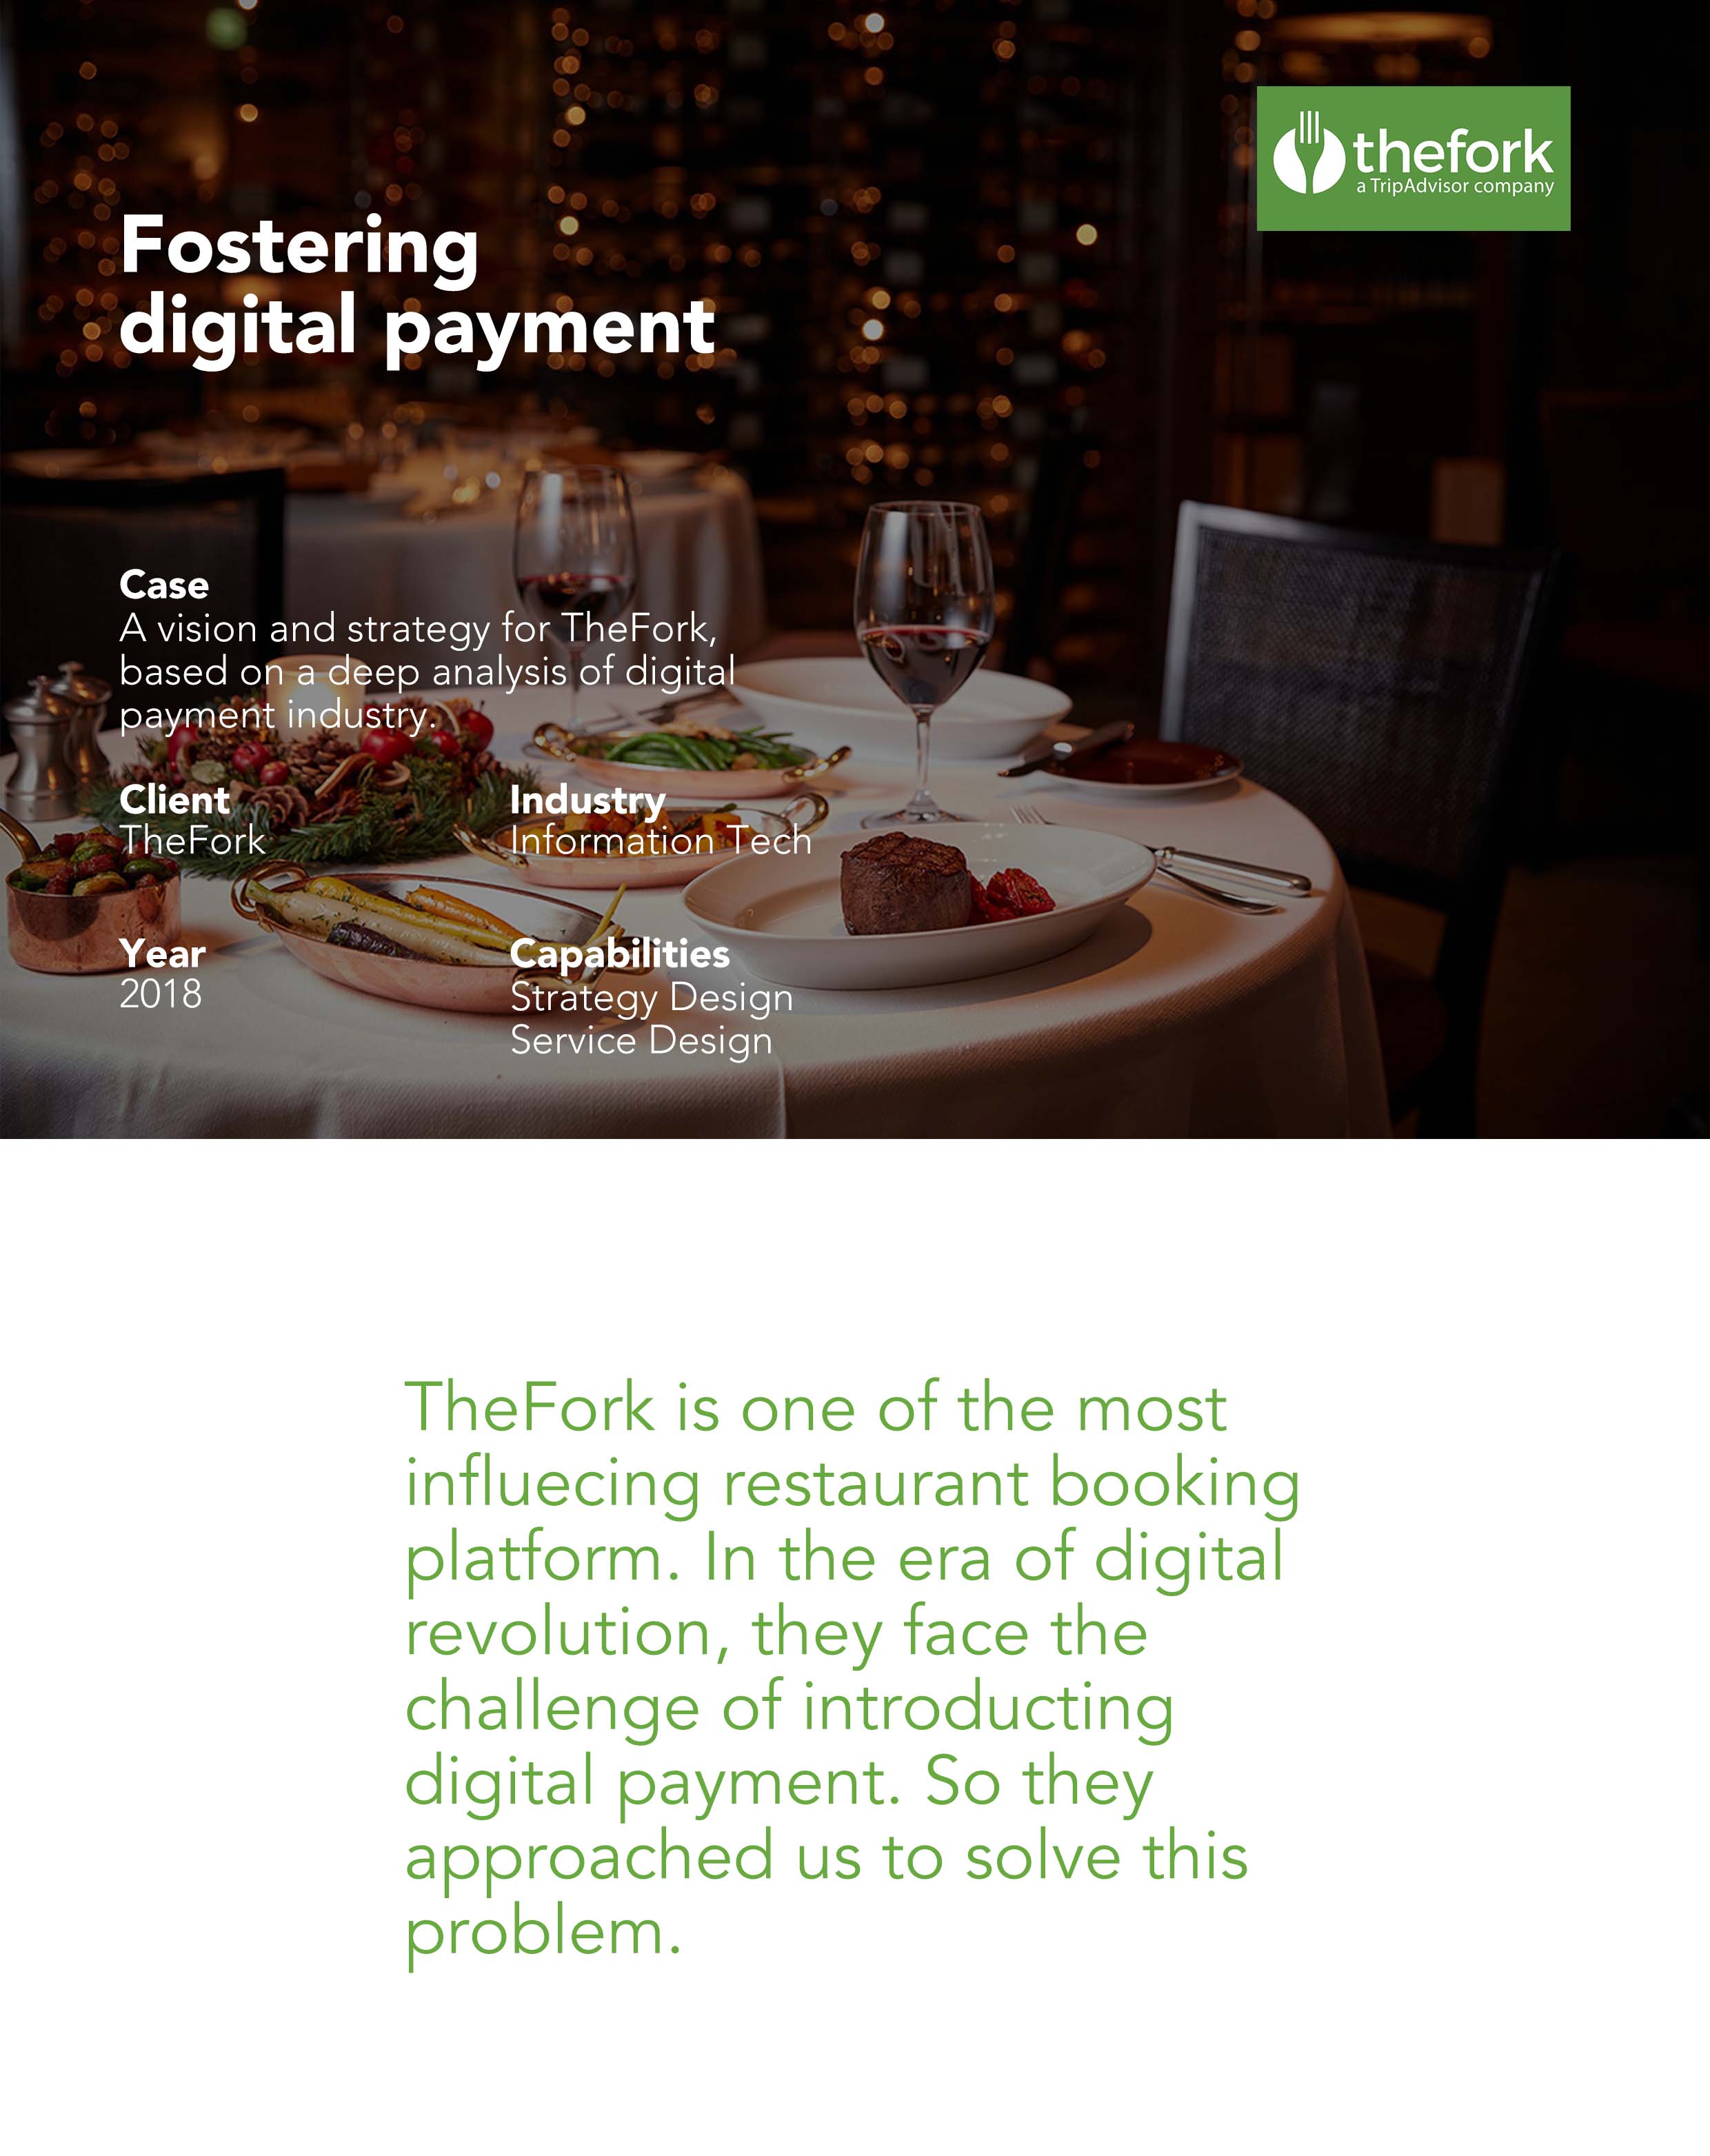 thefork
a TripAdvisor company
Fostering
digital payment
Case
A vision and strategy for TheFork,
based on a deep analysis of digital
payment industry.
Client
TheFork
Industry
Information Tech
Year
2018
Capabilities
Strategy Design
Service Design
TheFork is one of the most
influecing restaurant booking
platform. In the era of digital
revolution, they face the
challenge of introducting
digital payment. So they
approached us to solve this
problem.